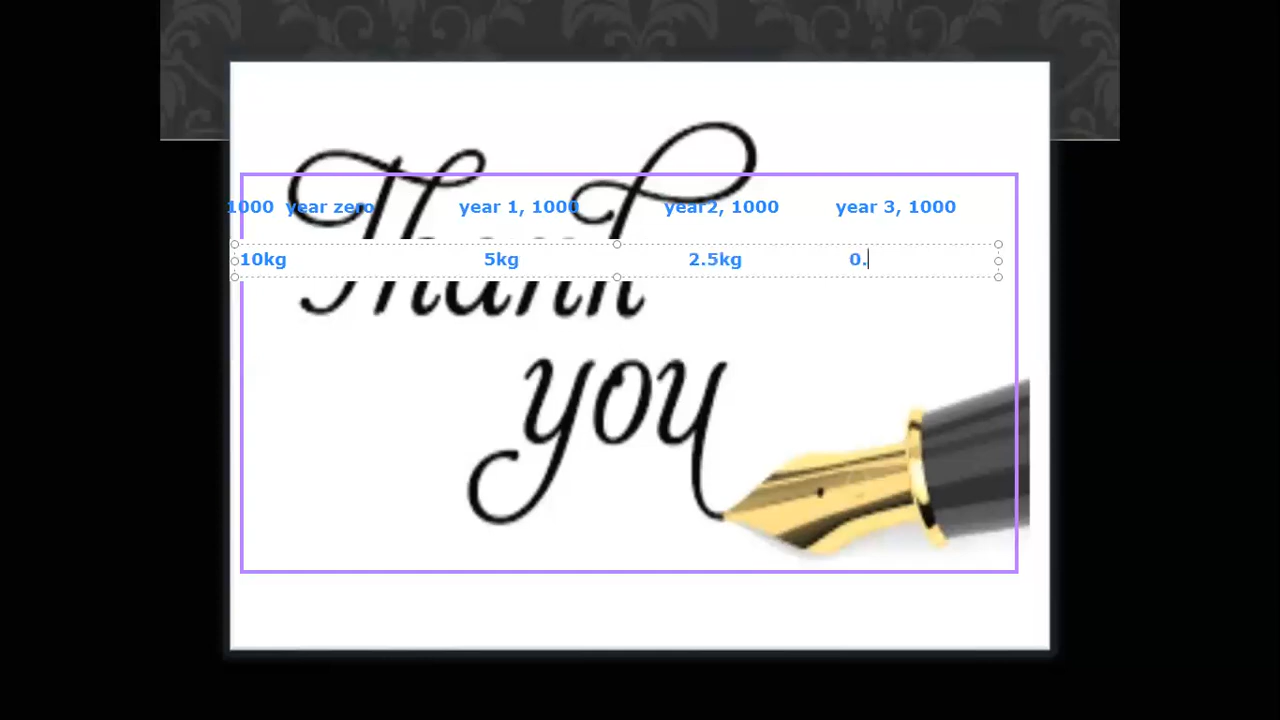 1000 year zero year 1, 1000 year2, 1000 year 3, 1000
10kg 5kg 2.5kg 0.
Thank
you